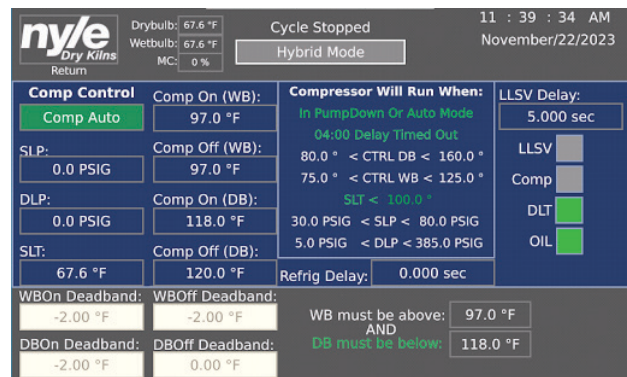 nyle
Dry Kilns
Return
Drybulb: 67.6 °F
Wetbulb: 67.6 °F
MC: 0 %
Cycle Stopped
Hybrid Mode
11 : 39 : 34 AM
November/22/2023
Comp Control
Comp Auto
SLP:
0.0 PSIG
DLP:
0.0 PSIG
SLT:
67.6 °F
Comp On (WB):
97.0 °F
Comp Off (WB):
97.0 °F
Comp On (DB):
118.0 °F
Comp Off (DB):
120.0 °F
Compressor Will Run When:
In PumpDown Or Auto Mode
04:00 Delay Timed Out
80.0 ° < CTRL DB < 160.0 °
75.0 ° < CTRL WB < 125.0 °
SLT < 100.0 °
30.0 PSIG < SLP < 80.0 PSIG
5.0 PSIG < DLP < 385.0 PSIG
Refrig Delay: 0.000 sec
LLSV Delay:
5.000 sec
LLSV
Comp
DLT
OIL
WBOn Deadband:
-2.00 °F
WBOff Deadband:
-2.00 °F
DBOn Deadband:
-2.00 °F
DBOff Deadband:
0.00 °F
WB must be above: 97.0 °F
AND
DB must be below: 118.0 °F